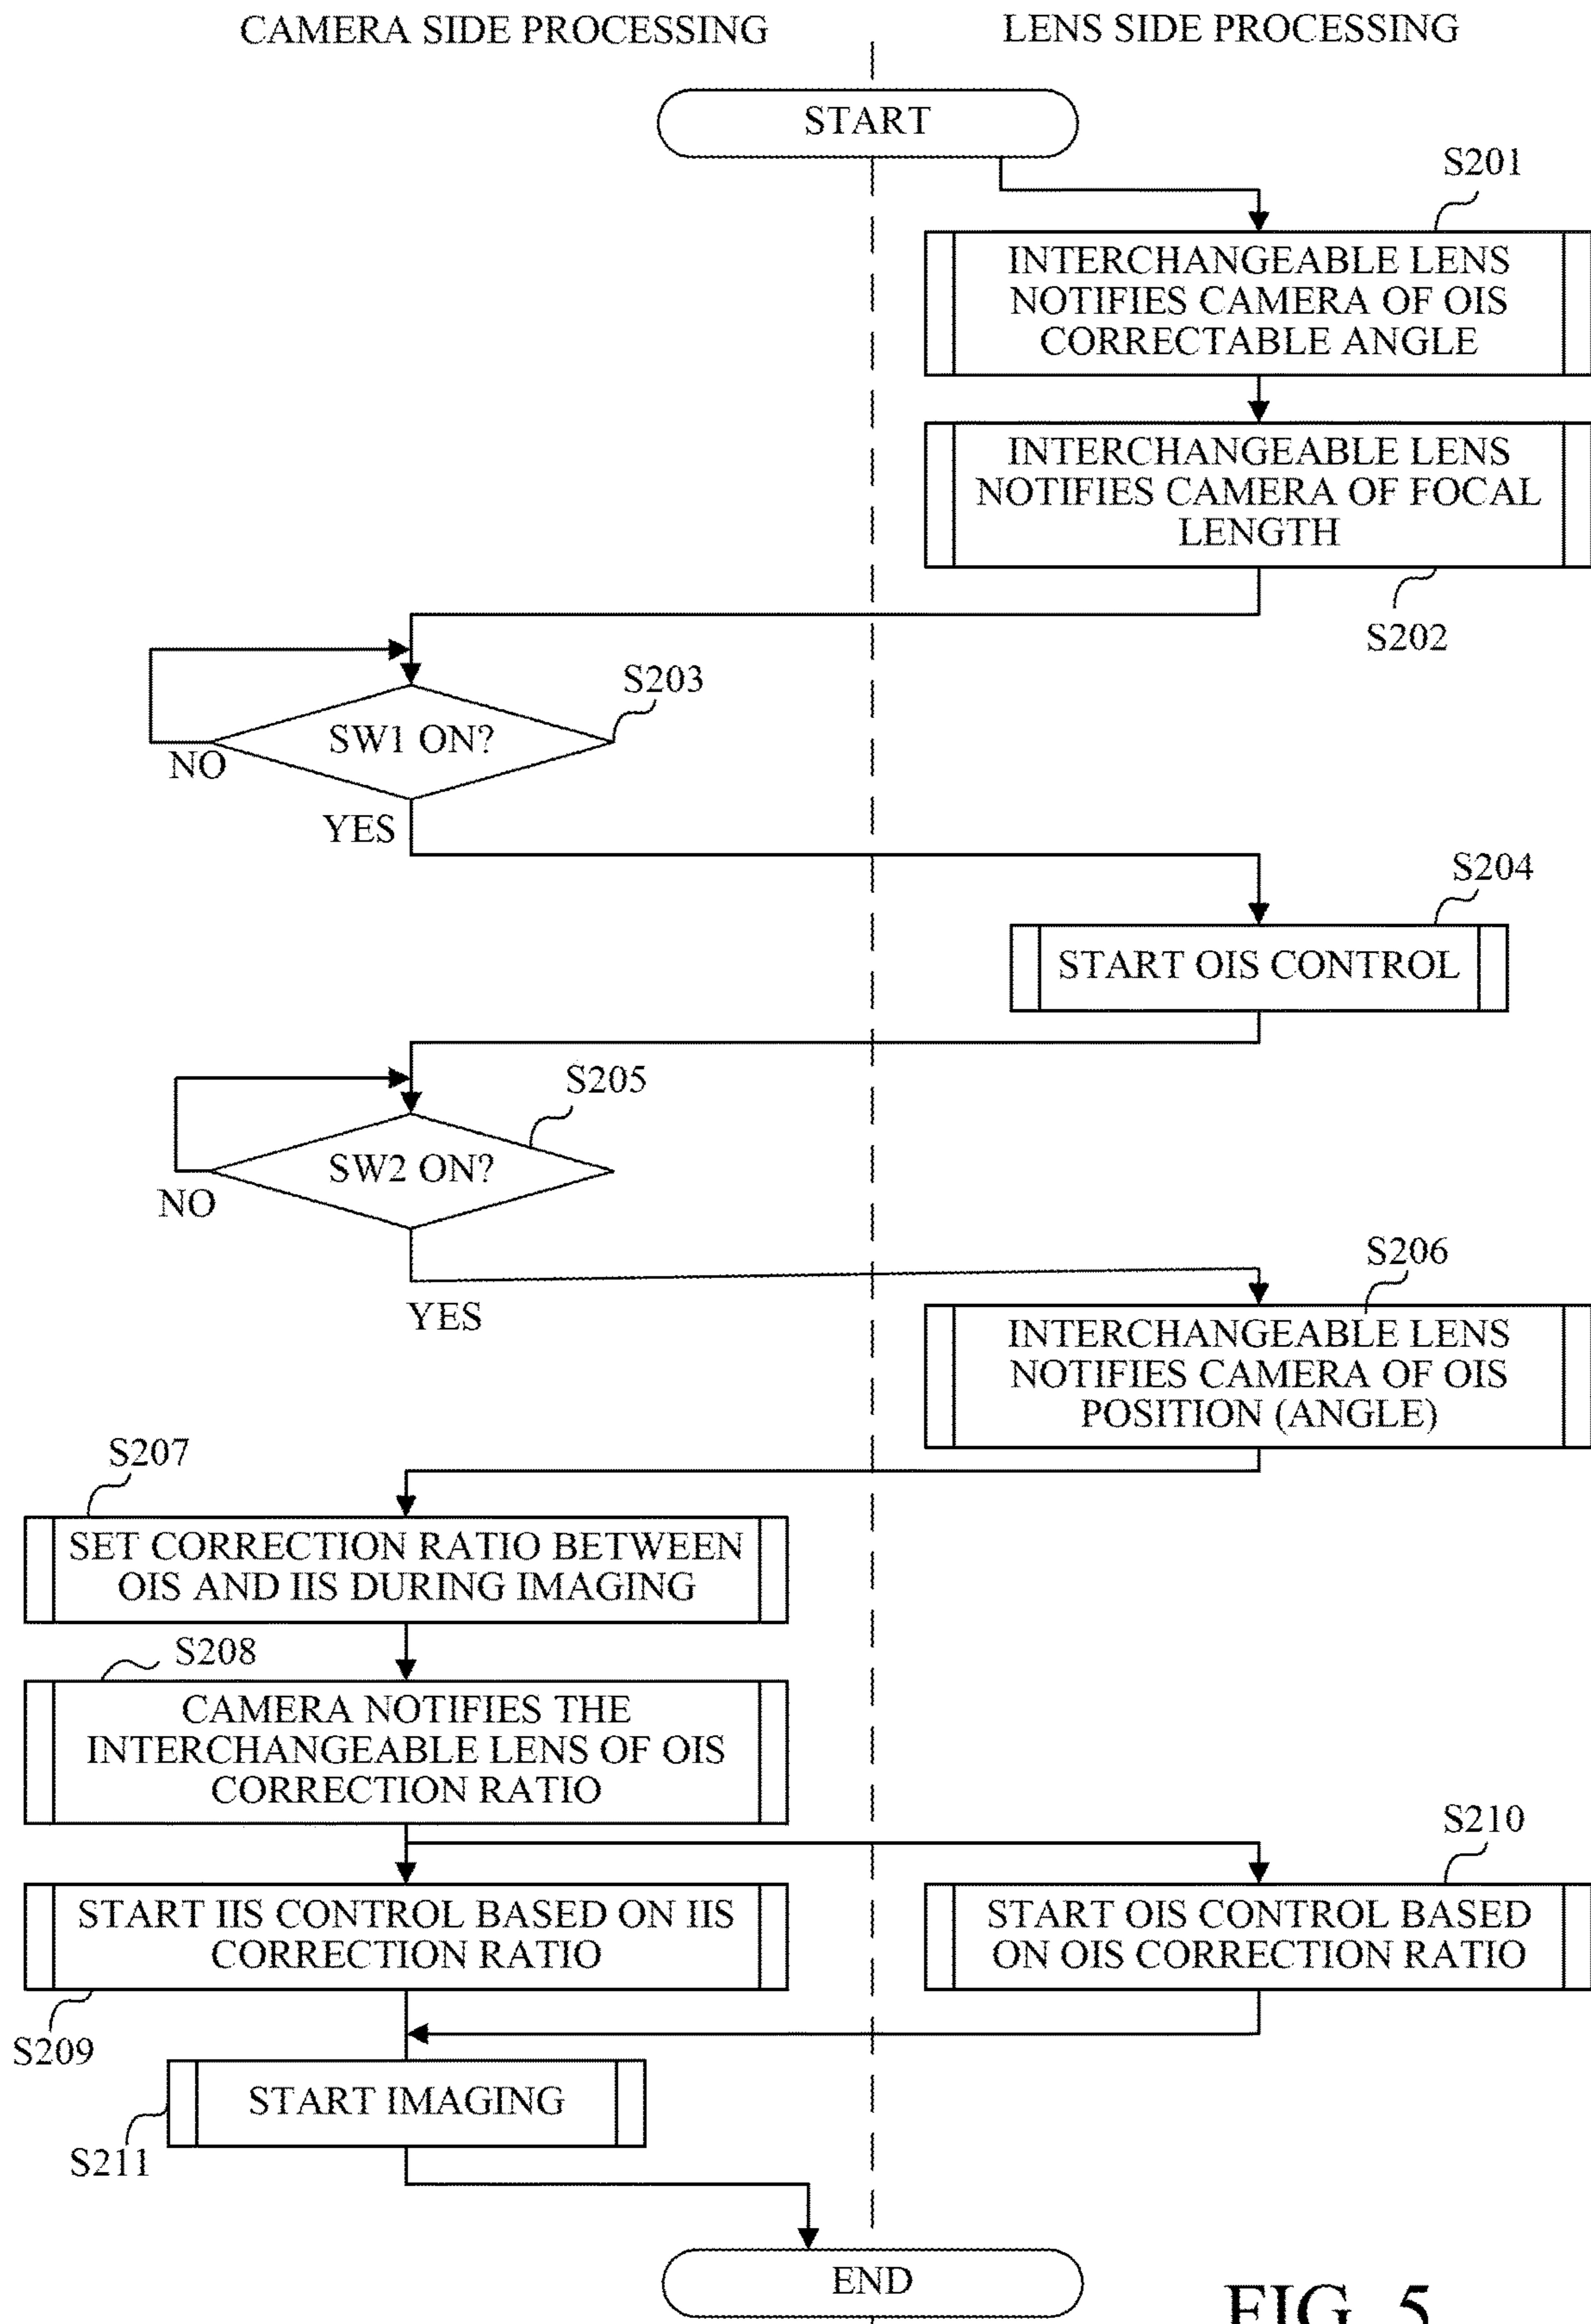 CAMERA SIDE PROCESSING
LENS SIDE PROCESSING
START
S201
INTERCHANGEABLE LENS
NOTIFIES CAMERA OF OIS
CORRECTABLE ANGLE
INTERCHANGEABLE LENS
NOTIFIES CAMERA OF FOCAL
LENGTH
S202
S203
SW1 ON?
NO
YES
S204
START OIS CONTROL
S205
SW2 ON?
NO
YES
S206
INTERCHANGEABLE LENS
NOTIFIES CAMERA OF OIS
POSITION (ANGLE)
S207
SET CORRECTION RATIO BETWEEN
OIS AND IIS DURING IMAGING
S208
CAMERA NOTIFIES THE
INTERCHANGEABLE LENS OF OIS
CORRECTION RATIO
S210
START IIS CONTROL BASED ON IIS
CORRECTION RATIO
START OIS CONTROL BASED
ON OIS CORRECTION RATIO
S209
START IMAGING
S211
END
FIG. 5